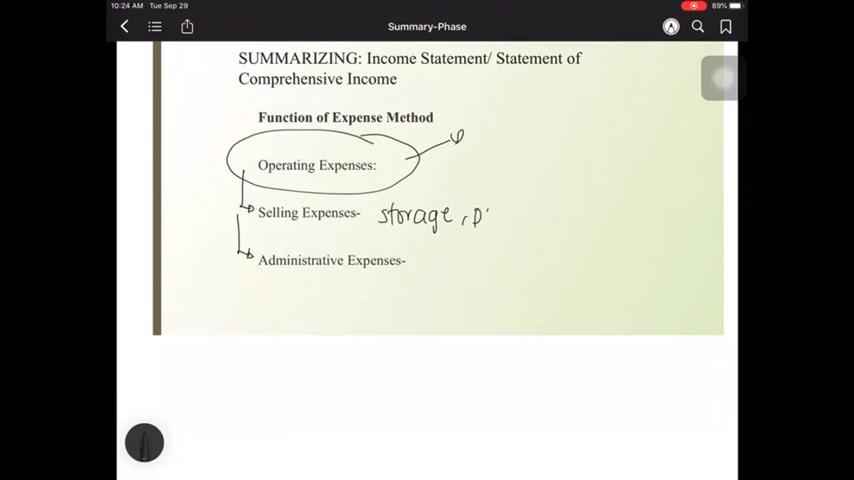 10:24 AM Tue Sep 29
89%
Summary-Phase
SUMMARIZING: Income Statement/ Statement of
Comprehensive Income
Function of Expense Method
Operating Expenses:
Selling Expenses- storage, p
Administrative Expenses-